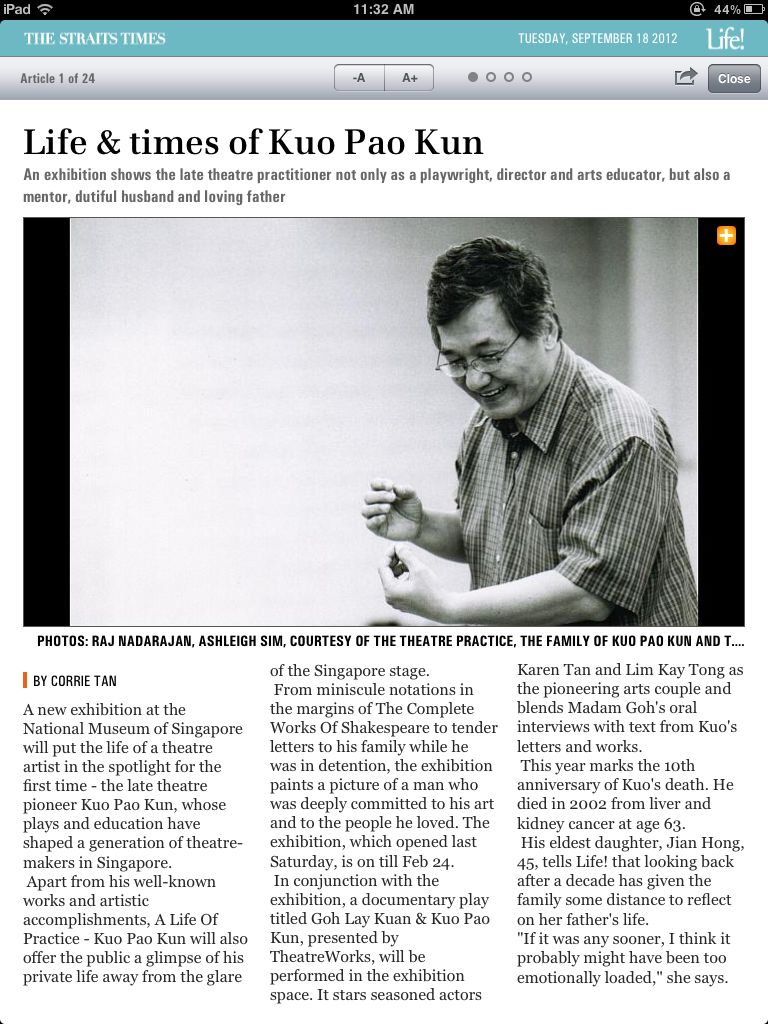 iPad
11:32 AM
44%
THE STRAITS TIMES
TUESDAY, SEPTEMBER 18 2012
Life!
Article 1 of 24
-A
A+
Close
Life & times of Kuo Pao Kun
An exhibition shows the late theatre practitioner not only as a playwright, director and arts educator, but also a
mentor, dutiful husband and loving father
PHOTOS: RAJ NADARAJAN, ASHLEIGH SIM, COURTESY OF THE THEATRE PRACTICE, THE FAMILY OF KUO PAO KUN AND T....
BY CORRIE TAN
A new exhibition at the
National Museum of Singapore
will put the life of a theatre
artist in the spotlight for the
first time - the late theatre
pioneer Kuo Pao Kun, whose
plays and education have
shaped a generation of theatre-
makers in Singapore.
Apart from his well-known
works and artistic
accomplishments, A Life Of
Practice - Kuo Pao Kun will also
offer the public a glimpse of his
private life away from the glare
of the Singapore stage.
From miniscule notations in
the margins of The Complete
Works Of Shakespeare to tender
letters to his family while he
was in detention, the exhibition
paints a picture of a man who
was deeply committed to his art
and to the people he loved. The
exhibition, which opened last
Saturday, is on till Feb 24.
In conjunction with the
exhibition, a documentary play
titled Goh Lay Kuan & Kuo Pao
Kun, presented by
TheatreWorks, will be
performed in the exhibition
space. It stars seasoned actors
Karen Tan and Lim Kay Tong as
the pioneering arts couple and
blends Madam Goh's oral
interviews with text from Kuo's
letters and works.
This year marks the 10th
anniversary of Kuo's death. He
died in 2002 from liver and
kidney cancer at age 63.
His eldest daughter, Jian Hong,
45, tells Life! that looking back
after a decade has given the
family some distance to reflect
on her father's life.
"If it was any sooner, I think it
probably might have been too
emotionally loaded," she says.